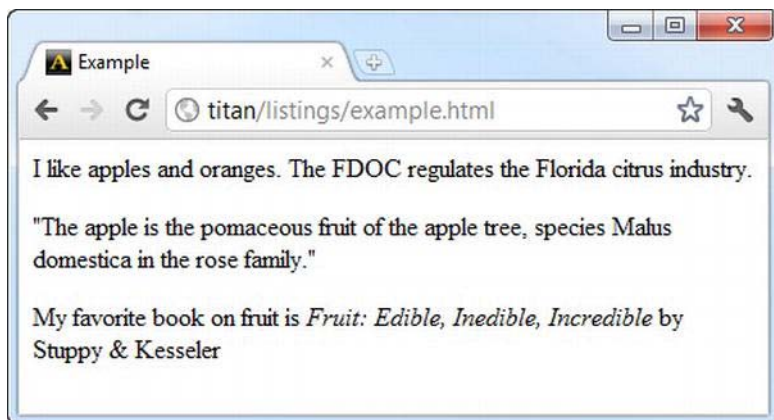 Example
titan/listings/example.html
I like apples and oranges. The FDOC regulates the Florida citrus industry.
"The apple is the pomaceous fruit of the apple tree, species Malus
domestica in the rose family."
My favorite book on fruit is Fruit: Edible, Inedible, Incredible by
Stuppy & Kesseler